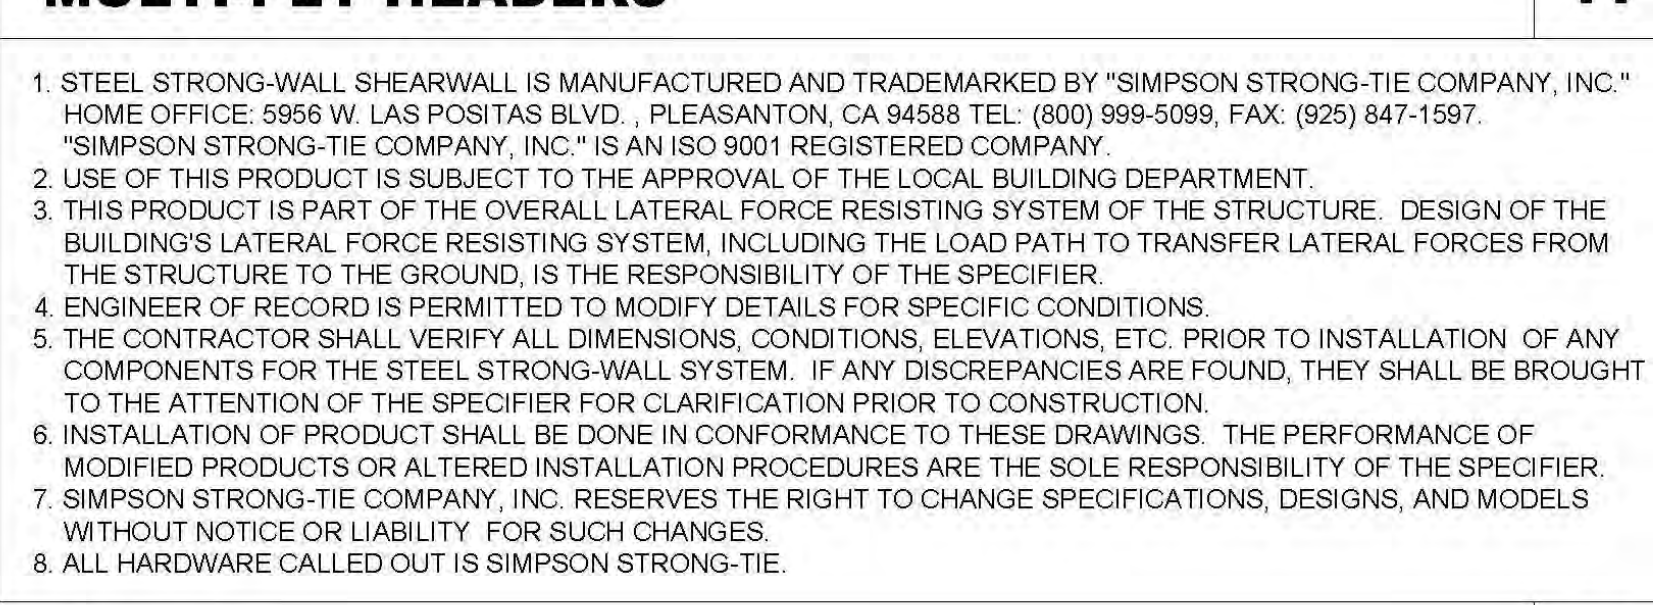 MULTI-PLY HEADERS
1. STEEL STRONG-WALL SHEARWALL IS MANUFACTURED AND TRADEMARKED BY "SIMPSON STRONG-TIE COMPANY, INC."
HOME OFFICE: 5956 W. LAS POSITAS BLVD. , PLEASANTON, CA 94588 TEL: (800) 999-5099, FAX: (925) 847-1597.
"SIMPSON STRONG-TIE COMPANY, INC." IS AN ISO 9001 REGISTERED COMPANY.
2. USE OF THIS PRODUCT IS SUBJECT TO THE APPROVAL OF THE LOCAL BUILDING DEPARTMENT.
3. THIS PRODUCT IS PART OF THE OVERALL LATERAL FORCE RESISTING SYSTEM OF THE STRUCTURE. DESIGN OF THE
BUILDING'S LATERAL FORCE RESISTING SYSTEM, INCLUDING THE LOAD PATH TO TRANSFER LATERAL FORCES FROM
THE STRUCTURE TO THE GROUND, IS THE RESPONSIBILITY OF THE SPECIFIER.
4. ENGINEER OF RECORD IS PERMITTED TO MODIFY DETAILS FOR SPECIFIC CONDITIONS.
5. THE CONTRACTOR SHALL VERIFY ALL DIMENSIONS, CONDITIONS, ELEVATIONS, ETC. PRIOR TO INSTALLATION OF ANY
COMPONENTS FOR THE STEEL STRONG-WALL SYSTEM. IF ANY DISCREPANCIES ARE FOUND, THEY SHALL BE BROUGHT
TO THE ATTENTION OF THE SPECIFIER FOR CLARIFICATION PRIOR TO CONSTRUCTION.
6. INSTALLATION OF PRODUCT SHALL BE DONE IN CONFORMANCE TO THESE DRAWINGS. THE PERFORMANCE OF
MODIFIED PRODUCTS OR ALTERED INSTALLATION PROCEDURES ARE THE SOLE RESPONSIBILITY OF THE SPECIFIER.
7. SIMPSON STRONG-TIE COMPANY, INC. RESERVES THE RIGHT TO CHANGE SPECIFICATIONS, DESIGNS, AND MODELS
WITHOUT NOTICE OR LIABILITY FOR SUCH CHANGES.
8. ALL HARDWARE CALLED OUT IS SIMPSON STRONG-TIE.